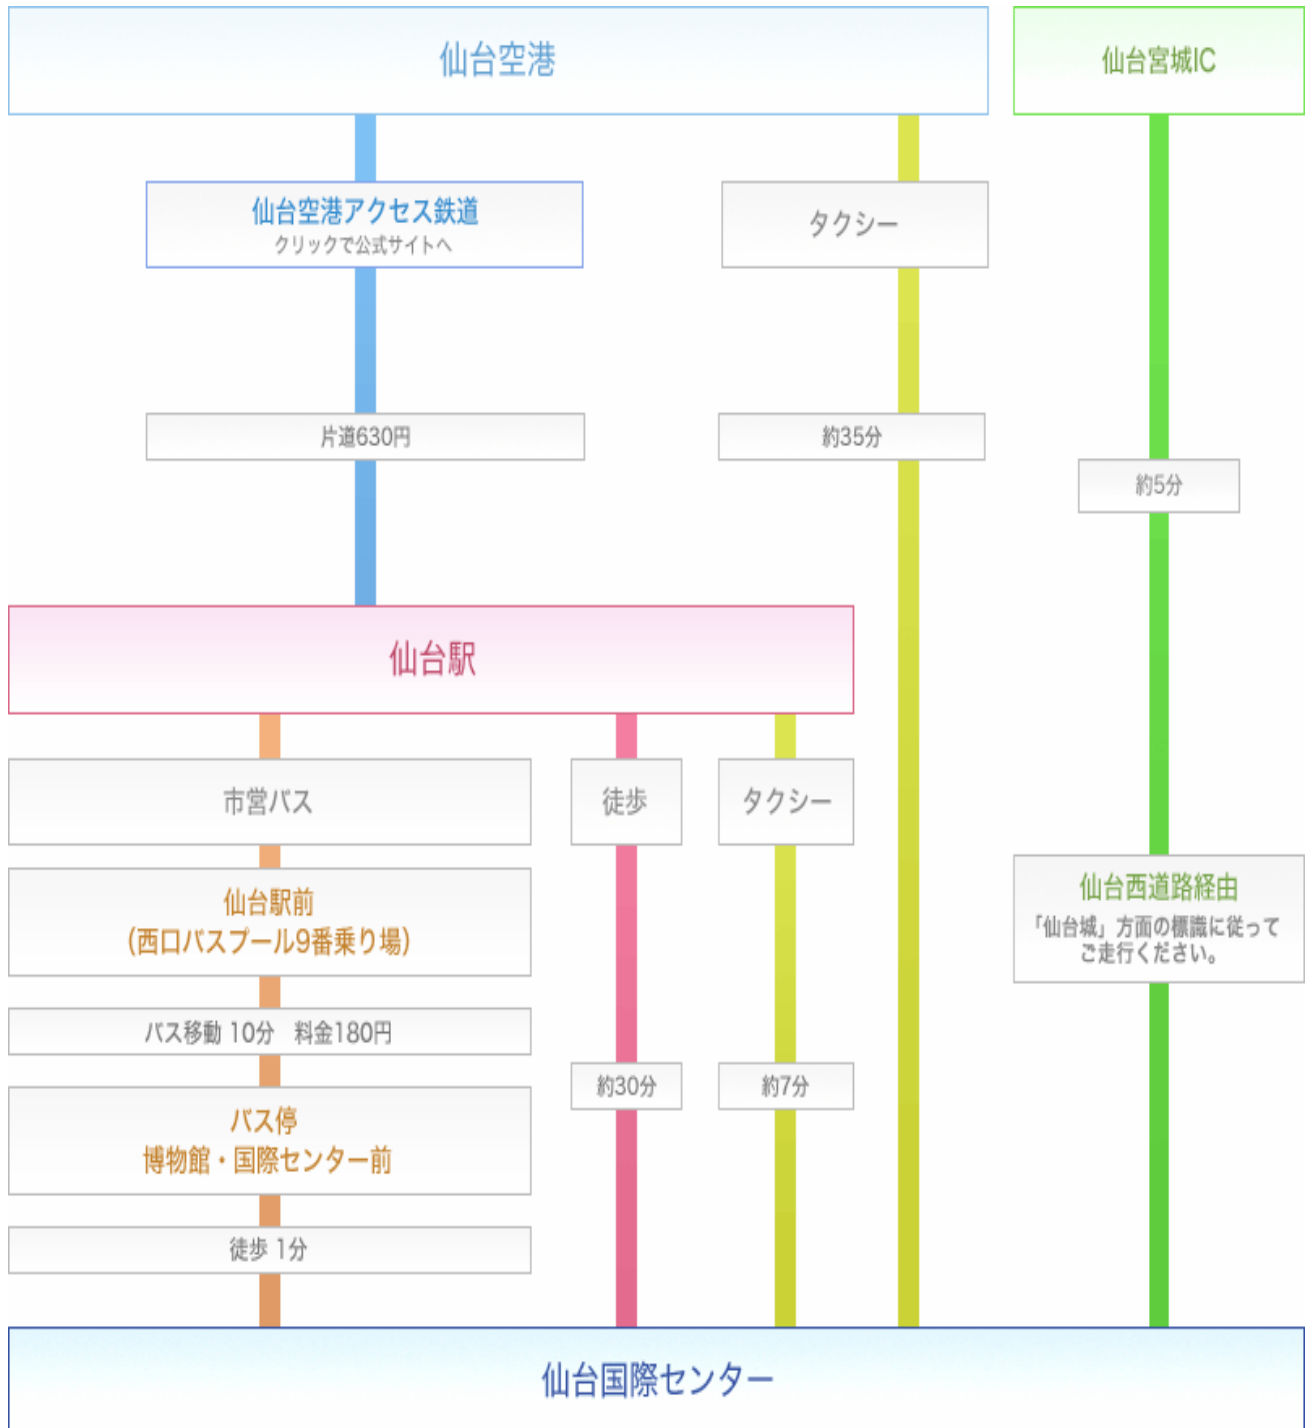 仙台空港
仙台宮城IC
仙台空港アクセス鉄道
クリックで公式サイトへ
タクシー
片道630円
約35分
約5分
仙台駅
市営バス
徒歩
タクシー
仙台駅前
(西口バスプール9番乗り場)
仙台西道路経由
「仙台城」方面の標識に従って
ご走行ください。
バス移動 10分　料金180円
約30分
約7分
バス停
博物館・国際センター前
徒歩 1分
仙台国際センター